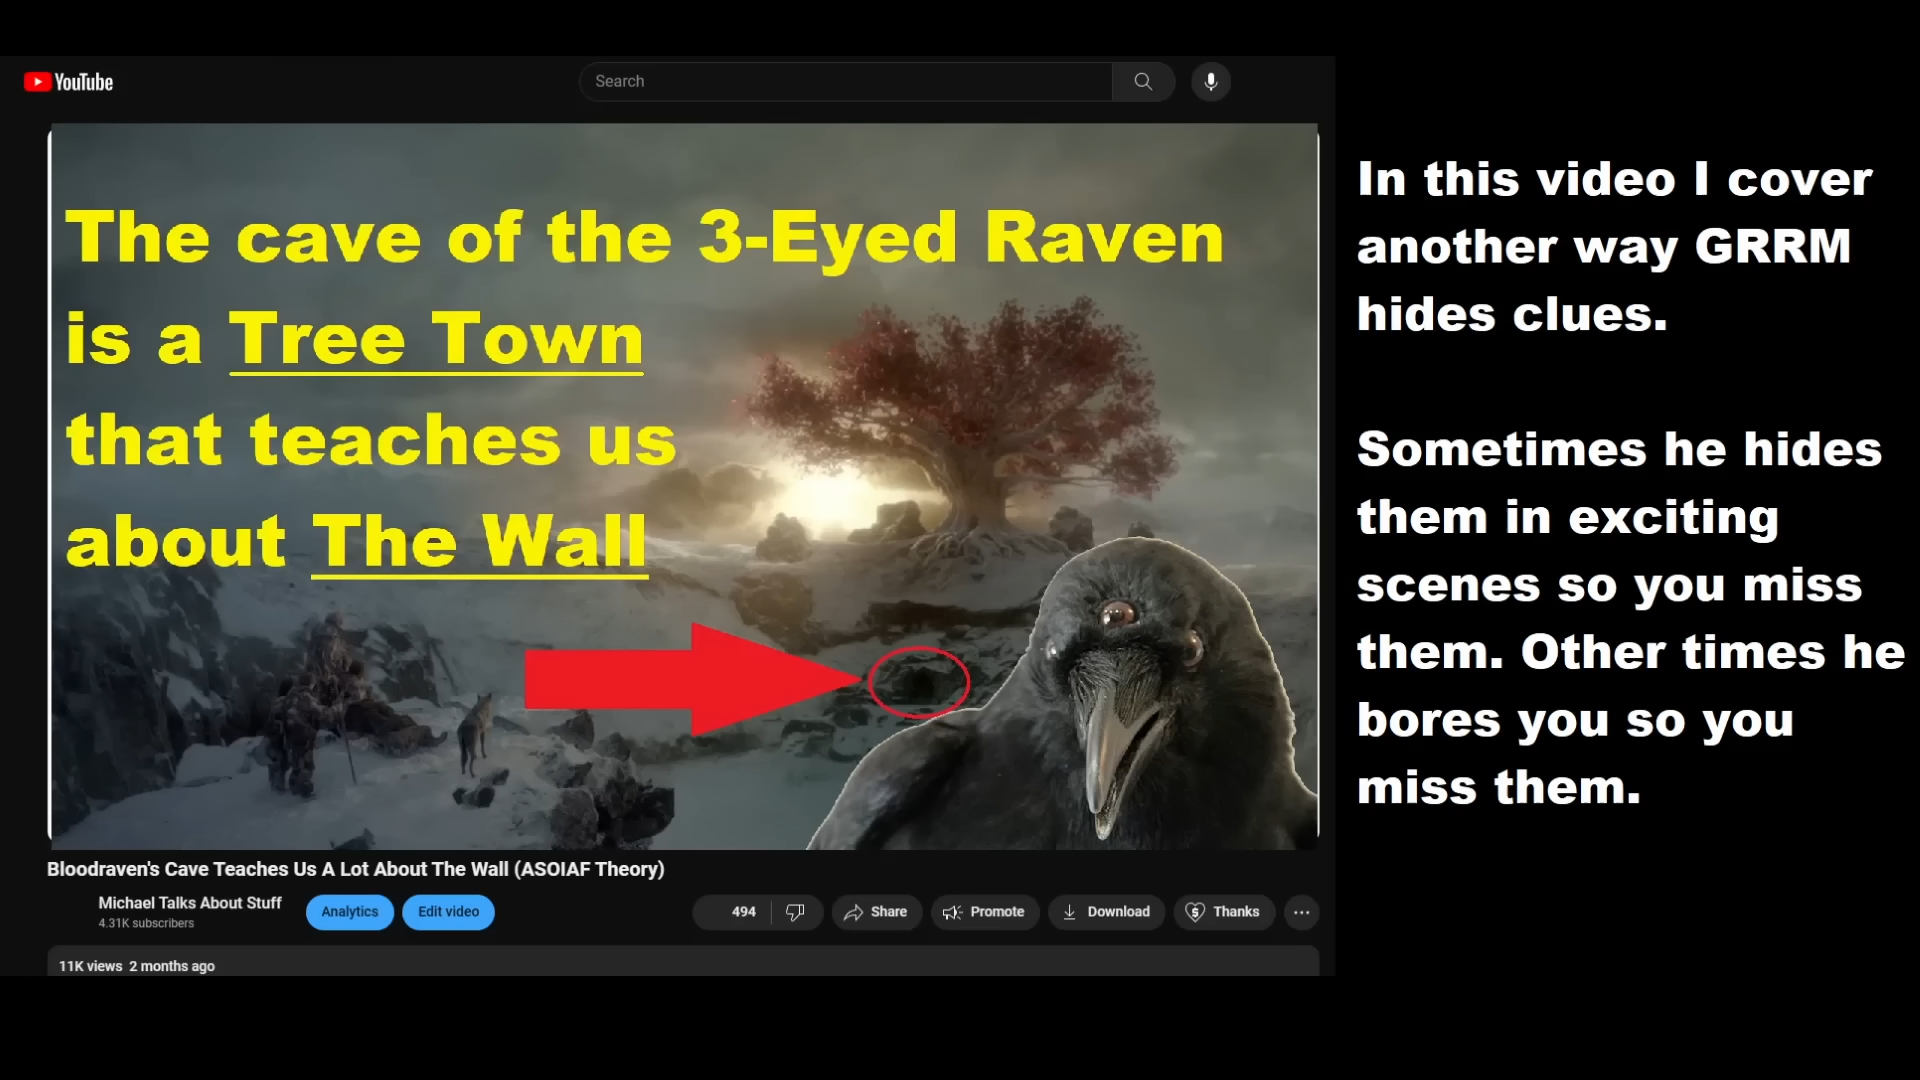 YouTube
Search
The cave of the 3-Eyed Raven
is a Tree Town
that teaches us
about The Wall
Bloodraven's Cave Teaches Us A Lot About The Wall (ASOIAF Theory)
Michael Talks About Stuff
4.31K subscribers
Analytics
Edit video
494
Share
Promote
Download
Thanks
11K views 2 months ago
In this video I cover
another way GRRM
hides clues.
Sometimes he hides
them in exciting
scenes so you miss
them. Other times he
bores you so you
miss them.